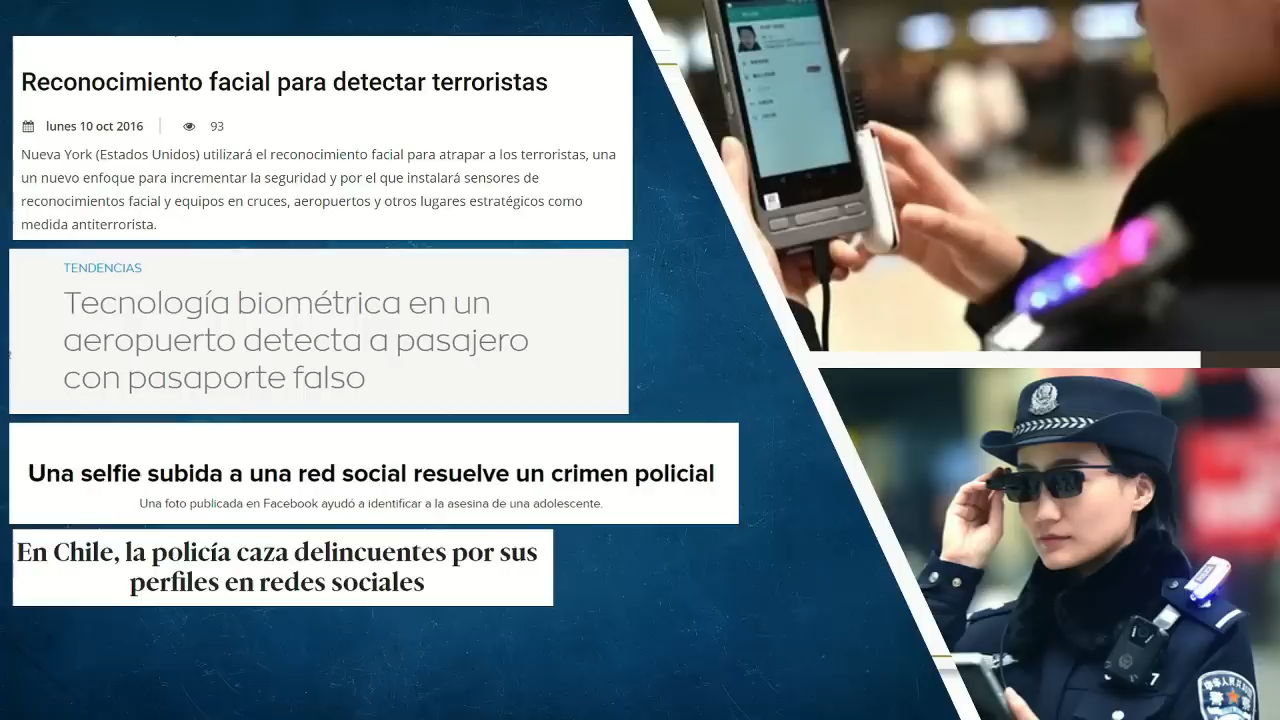 Reconocimiento facial para detectar terroristas
lunes 10 oct 2016 93
Nueva York (Estados Unidos) utilizará el reconocimiento facial para atrapar a los terroristas, una
un nuevo enfoque para incrementar la seguridad y por el que instalará sensores de
reconocimientos facial y equipos en cruces, aeropuertos y otros lugares estratégicos como
medida antiterrorista.
TENDENCIAS
Tecnología biométrica en un
aeropuerto detecta a pasajero
con pasaporte falso
Una selfie subida a una red social resuelve un crimen policial
Una foto publicada en Facebook ayudó a identificar a la asesina de una adolescente.
En Chile, la policía caza delincuentes por sus
perfiles en redes sociales